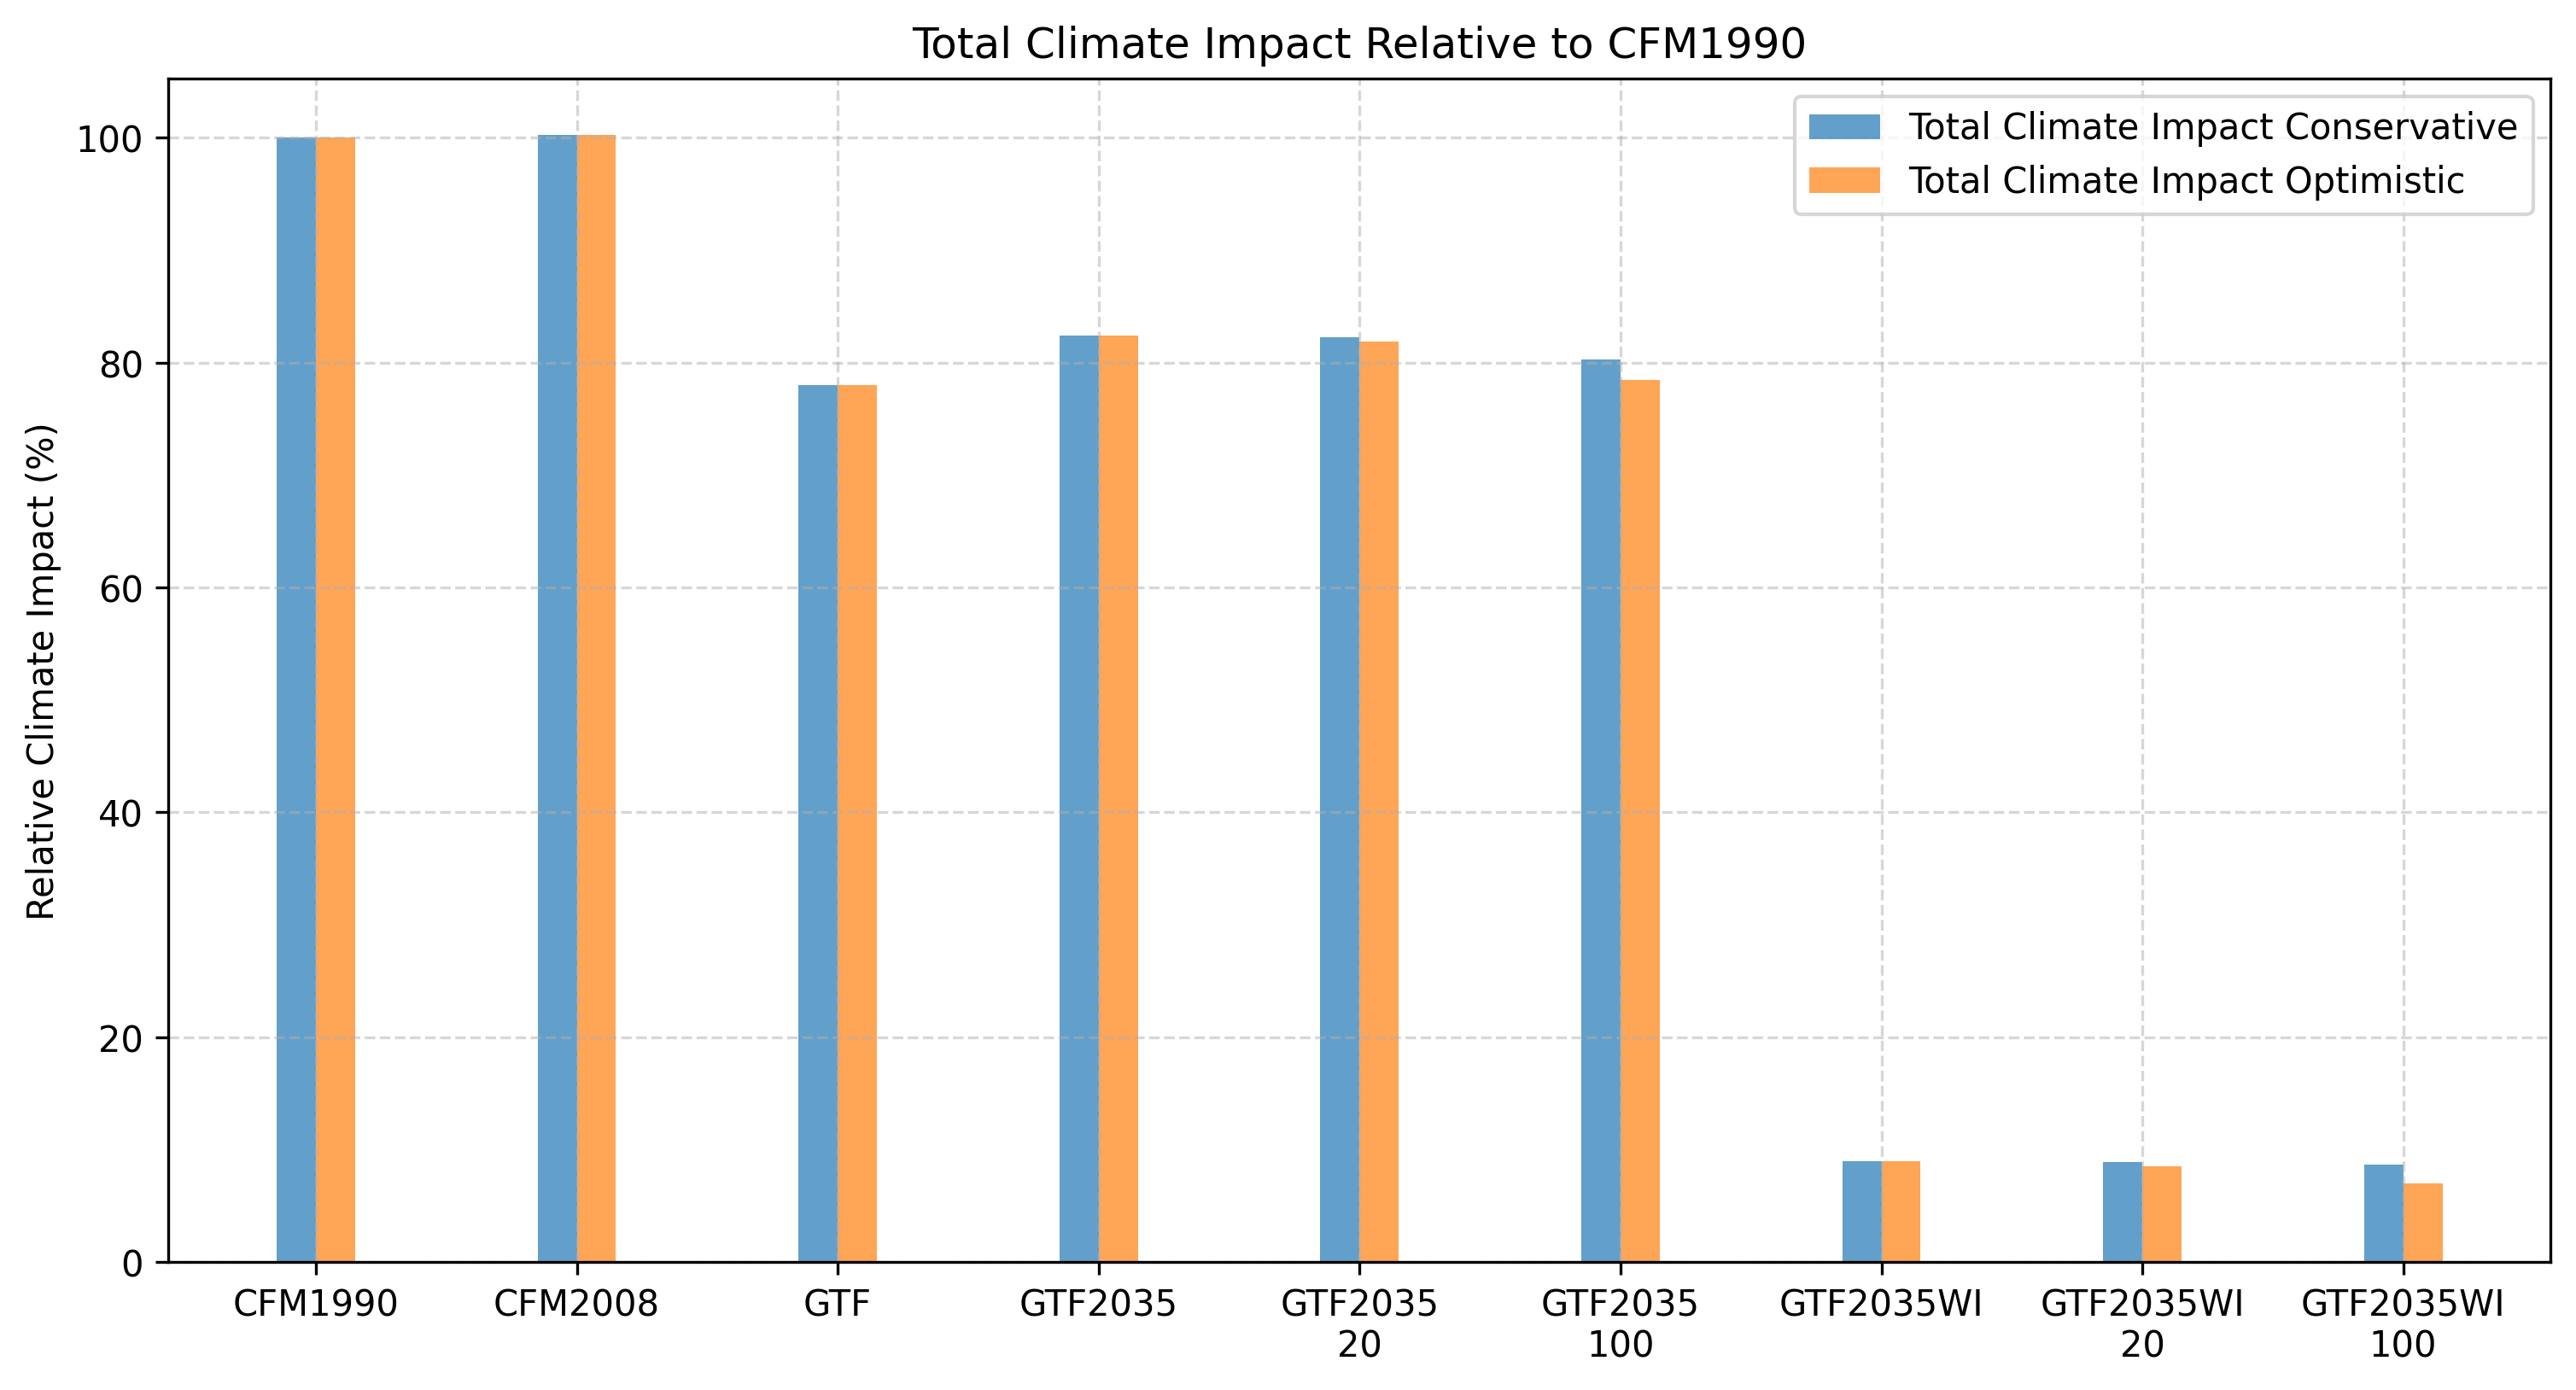 Total Climate Impact Relative to CFM1990
Total Climate Impact Conservative
Total Climate Impact Optimistic
Relative Climate Impact (%)
100
80
60
40
20
0
CFM1990
CFM2008
GTF
GTF2035
GTF2035
20
GTF2035
100
GTF2035WI
GTF2035WI
20
GTF2035WI
100